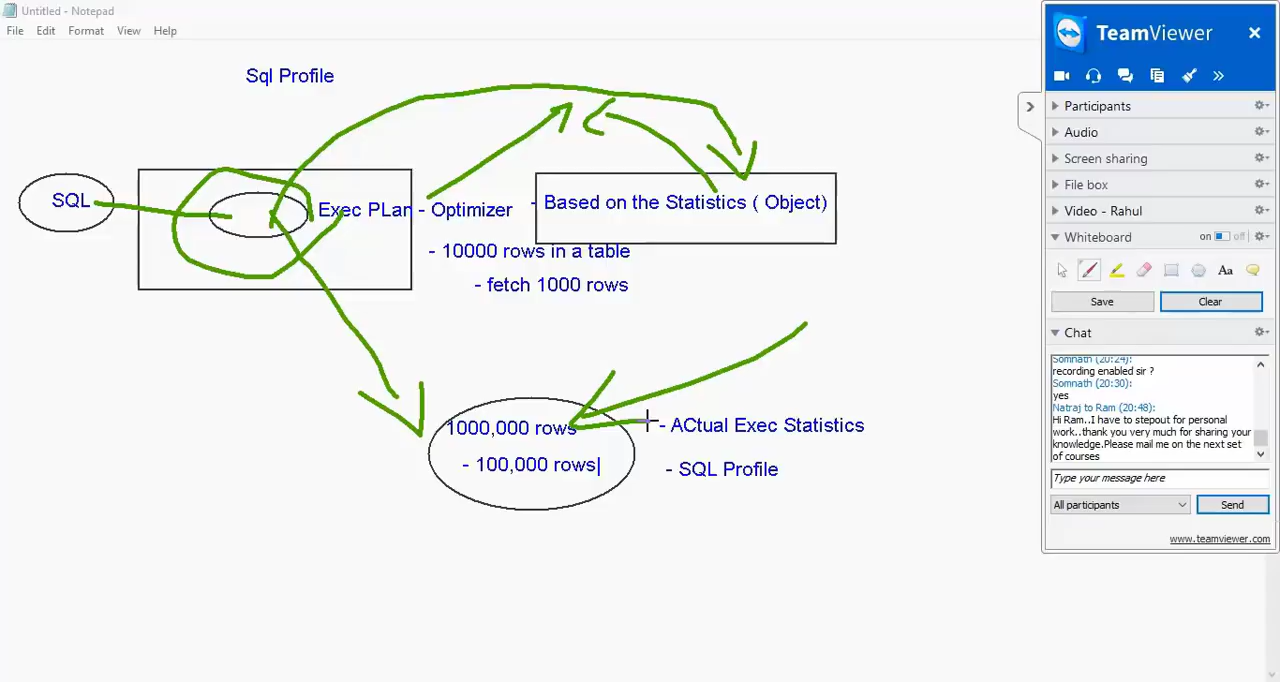 Untitled - Notepad
File Edit Format View Help
Sql Profile
SQL
Exec PLan - Optimizer
- Based on the Statistics ( Object)
- 10000 rows in a table
- fetch 1000 rows
1000,000 rows
- 100,000 rows|
- ACtual Exec Statistics
- SQL Profile
TeamViewer
Participants
Audio
Screen sharing
File box
Video - Rahul
Whiteboard on off
Aa
Save Clear
Chat
Somnath (20:24):
recording enabled sir ?
Somnath (20:30):
yes
Natraj to Ram (20:48):
Hi Ram..I have to stepout for personal
work..thank you very much for sharing your
knowledge.Please mail me on the next set
of courses
Type your message here
All participants Send
www.teamviewer.com